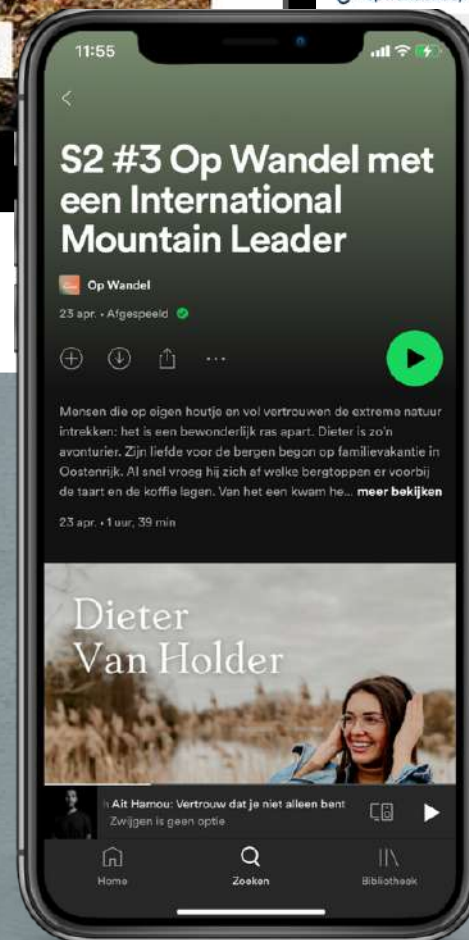 11:55
S2 #3 Op Wandel met
een International
Mountain Leader
Op Wandel
23 apr. • Afgespeeld
Mensen die op eigen houtje en vol vertrouwen de extreme natuur
intrekken: het is een bewonderlijk ras apart. Dieter is zo'n
avonturier. Zijn liefde voor de bergen begon op familievakantie in
Oostenrijk. Al snel vroeg hij zich af welke bergtoppen er voorbij
de taart en de koffie lagen. Van het een kwam he... meer bekijken
23 apr. • 1 uur, 39 min
Dieter
Van Holder
Ait Hamou: Vertrouw dat je niet alleen bent
Zwijgen is geen optie
Home
Zoeken
Bibliotheek